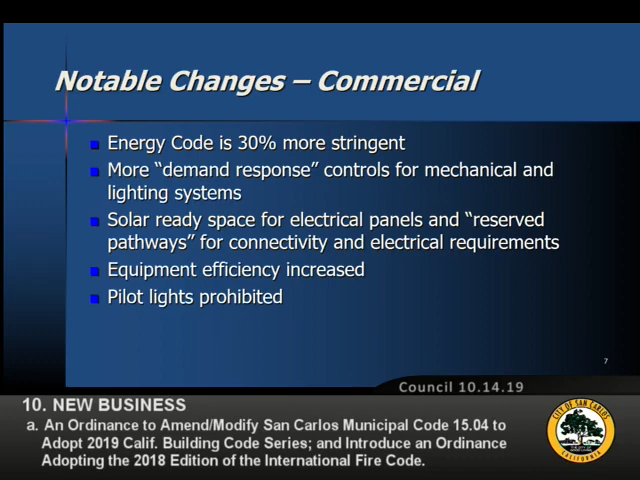 Notable Changes – Commercial
Energy Code is 30% more stringent
More “demand response” controls for mechanical and
lighting systems
Solar ready space for electrical panels and “reserved
pathways” for connectivity and electrical requirements
Equipment efficiency increased
Pilot lights prohibited
7
Council 10.14.19
10. NEW BUSINESS
a. An Ordinance to Amend/Modify San Carlos Municipal Code 15.04 to
Adopt 2019 Calif. Building Code Series; and Introduce an Ordinance
Adopting the 2018 Edition of the International Fire Code.
CITY OF SAN CARLOS
CALIFORNIA